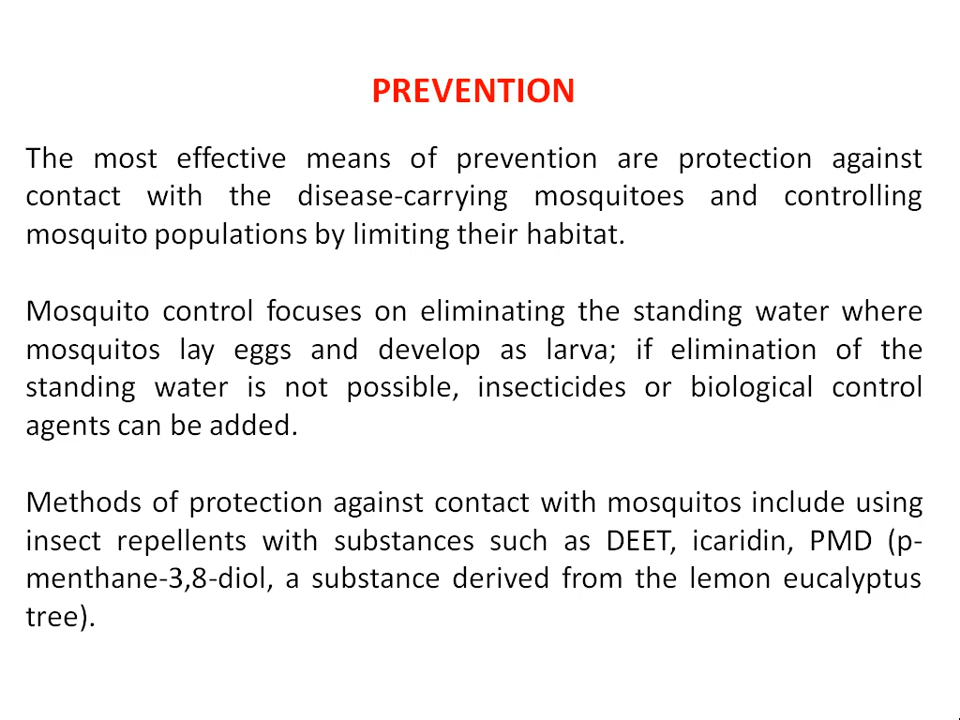 PREVENTION
The most effective means of prevention are protection against
contact with the disease-carrying mosquitoes and controlling
mosquito populations by limiting their habitat.
Mosquito control focuses on eliminating the standing water where
mosquitos lay eggs and develop as larva; if elimination of the
standing water is not possible, insecticides or biological control
agents can be added.
Methods of protection against contact with mosquitos include using
insect repellents with substances such as DEET, icaridin, PMD (p-
menthane-3,8-diol, a substance derived from the lemon eucalyptus
tree).